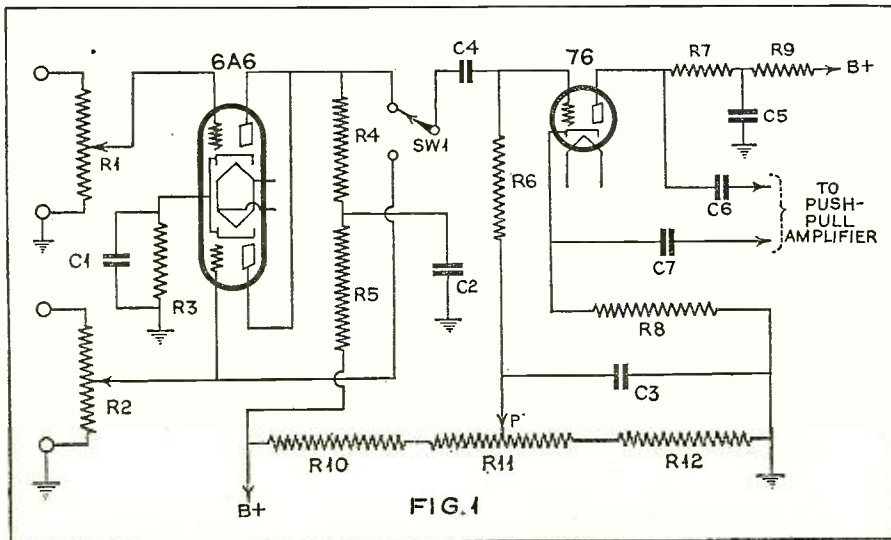 6A6
C4
76
R7
R9
B+
R1
R4
SW1
C5
R6
C6
TO
PUSH-
PULL
AMPLIFIER
C1
R3
R5
C2
C7
R8
R2
C3
P
R10
R11
R12
B+
FIG.1